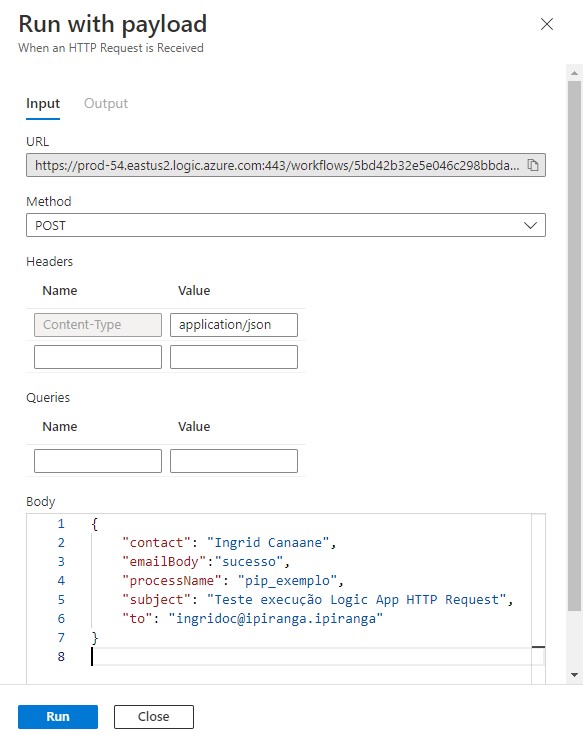 Run with payload
When an HTTP Request is Received
Input Output
URL
https://prod-54.eastus2.logic.azure.com:443/workflows/5bd42b32e5e046c298bbda...
Method
POST
Headers
Name Value
Content-Type application/json
Queries
Name Value
Body
1 {
2 "contact": "Ingrid Canaane",
3 "emailBody":"sucesso",
4 "processName": "pip_exemplo",
5 "subject": "Teste execução Logic App HTTP Request",
6 "to": "ingridoc@ipiranga.ipiranga"
7 }
8
Run Close